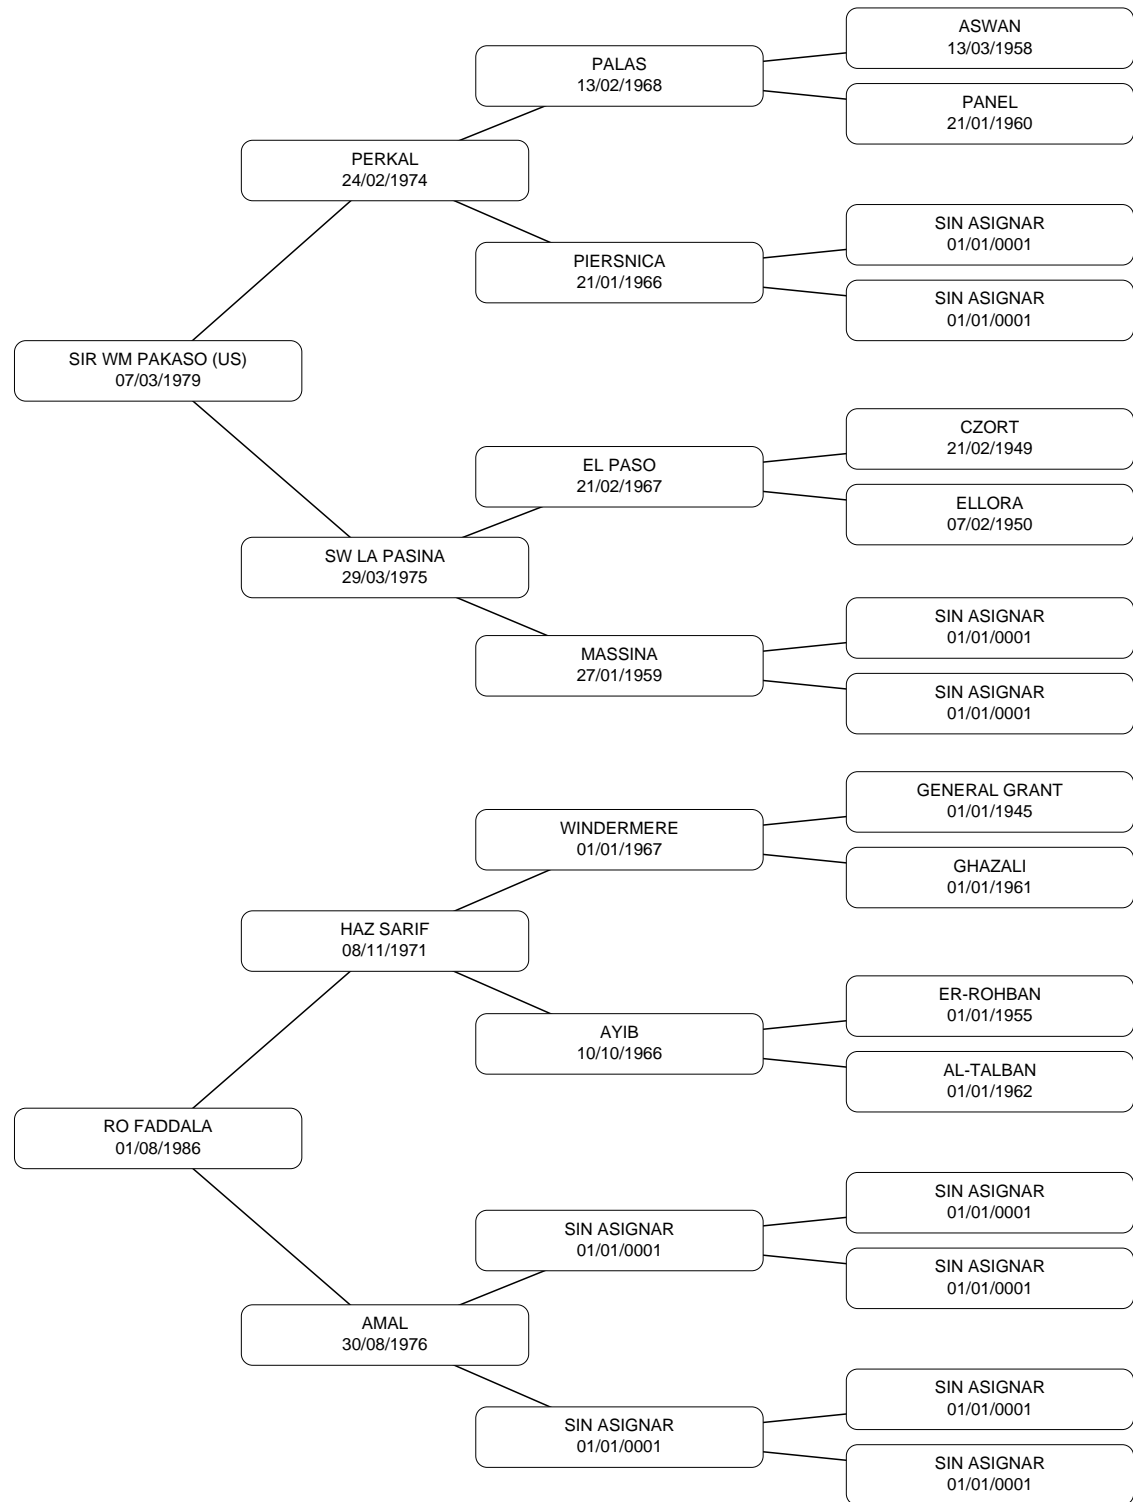 ASWAN
13/03/1958
PALAS
13/02/1968
PANEL
21/01/1960
PERKAL
24/02/1974
SIN ASIGNAR
01/01/0001
PIERSNICA
21/01/1966
SIN ASIGNAR
01/01/0001
SIR WM PAKASO (US)
07/03/1979
CZORT
21/02/1949
EL PASO
21/02/1967
ELLORA
07/02/1950
SW LA PASINA
29/03/1975
SIN ASIGNAR
01/01/0001
MASSINA
27/01/1959
SIN ASIGNAR
01/01/0001
GENERAL GRANT
01/01/1945
WINDERMERE
01/01/1967
GHAZALI
01/01/1961
HAZ SARIF
08/11/1971
ER-ROHBAN
01/01/1955
AYIB
10/10/1966
AL-TALBAN
01/01/1962
RO FADDALA
01/08/1986
SIN ASIGNAR
01/01/0001
SIN ASIGNAR
01/01/0001
SIN ASIGNAR
01/01/0001
AMAL
30/08/1976
SIN ASIGNAR
01/01/0001
SIN ASIGNAR
01/01/0001
SIN ASIGNAR
01/01/0001